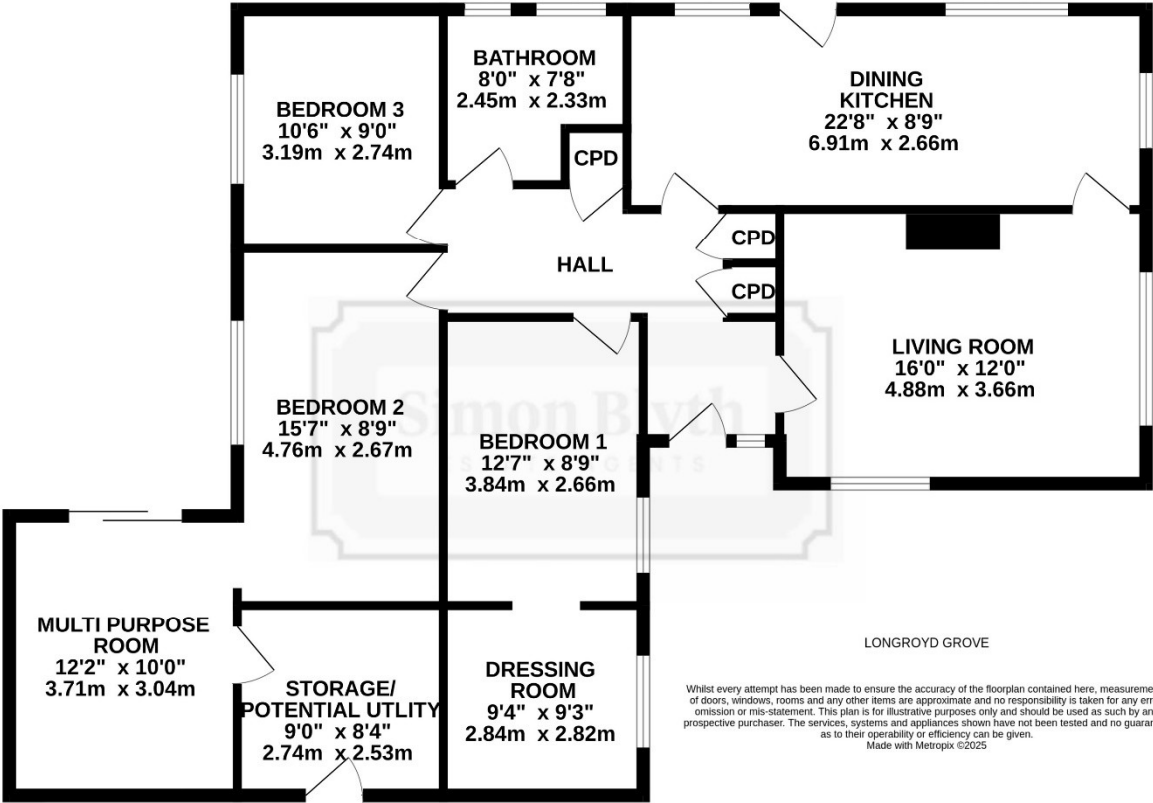 BEDROOM 3
10'6" x 9'0"
3.19m x 2.74m
BATHROOM
8'0" x 7'8"
2.45m x 2.33m
CPD
DINING
KITCHEN
22'8" x 8'9"
6.91m x 2.66m
CPD
CPD
HALL
LIVING ROOM
16'0" x 12'0"
4.88m x 3.66m
BEDROOM 2
15'7" x 8'9"
4.76m x 2.67m
Simon Blyth
ESTATE AGENTS
BEDROOM 1
12'7" x 8'9"
3.84m x 2.66m
MULTI PURPOSE
ROOM
12'2" x 10'0"
3.71m x 3.04m
STORAGE/
POTENTIAL UTLITY
9'0" x 8'4"
2.74m x 2.53m
DRESSING
ROOM
9'4" x 9'3"
2.84m x 2.82m
LONGROYD GROVE
Whilst every attempt has been made to ensure the accuracy of the floorplan contained here, measureme
of doors, windows, rooms and any other items are approximate and no responsibility is taken for any err
omission or mis-statement. This plan is for illustrative purposes only and should be used as such by an
prospective purchaser. The services, systems and appliances shown have not been tested and no guarar
as to their operability or efficiency can be given.
Made with Metropix ©2025